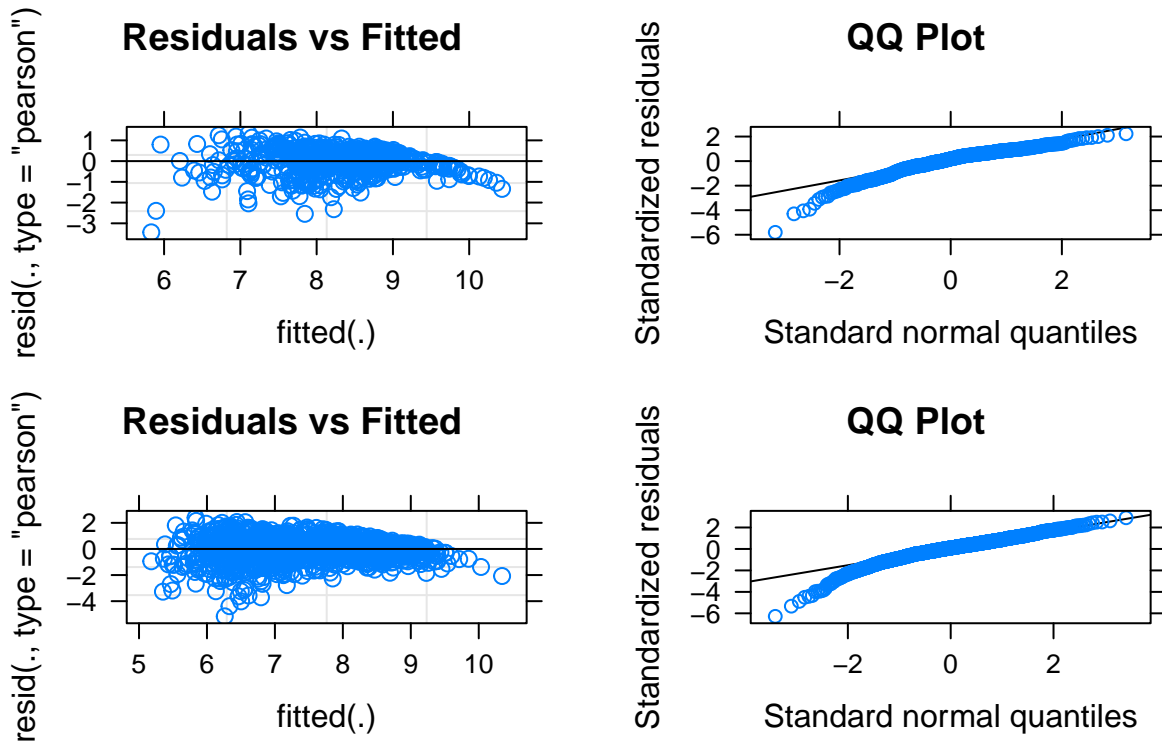 Residuals vs Fitted
resid(., type = "pearson")
1
0
−1
−2
−3
6 7 8 9 10
fitted(.)
QQ Plot
Standardized residuals
2
0
−2
−4
−6
−2 0 2
Standard normal quantiles
Residuals vs Fitted
resid(., type = "pearson")
2
0
−2
−4
5 6 7 8 9 10
fitted(.)
QQ Plot
Standardized residuals
2
0
−2
−4
−6
−2 0 2
Standard normal quantiles